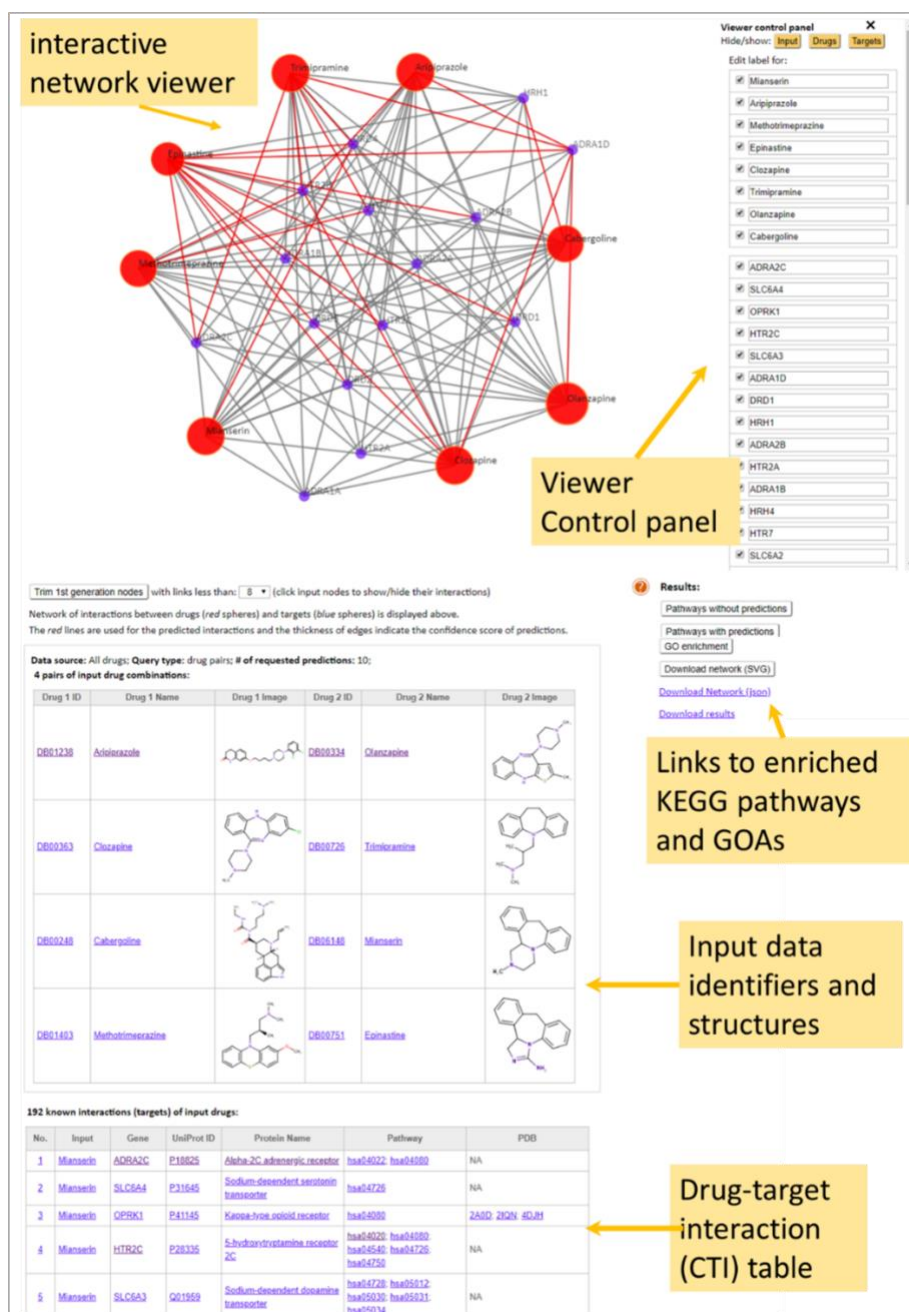 interactive
network viewer
Trimipramine
Aripiprazole
HRH1
ADRA1D
Epinastine
ADRA2B
Cabergoline
Methotrimeprazine
ADRA1B
ADRA2C
HTR2C
DRD1
Olanzapine
Mianserin
HTR2A
Clozapine
ADRA1A
Viewer control panel X
Hide/show: Input Drugs Targets
Edit label for:
Mianserin
Aripiprazole
Methotrimeprazine
Epinastine
Clozapine
Trimipramine
Olanzapine
Cabergoline
ADRA2C
SLC6A4
OPRK1
HTR2C
SLC6A3
ADRA1D
DRD1
HRH1
ADRA2B
HTR2A
ADRA1B
HRH4
HTR7
SLC6A2
Viewer
Control panel
Trim 1st generation nodes with links less than: 8 (click input nodes to show/hide their interactions)
Network of interactions between drugs (red spheres) and targets (blue spheres) is displayed above.
The red lines are used for the predicted interactions and the thickness of edges indicate the confidence score of predictions.
? Results:
Pathways without predictions
Pathways with predictions
GO enrichment
Download network (SVG)
Download Network (json)
Download results
Links to enriched
KEGG pathways
and GOAs
Data source: All drugs; Query type: drug pairs; # of requested predictions: 10;
4 pairs of input drug combinations:
Drug 1 ID Drug 1 Name Drug 1 Image Drug 2 ID Drug 2 Name Drug 2 Image
DB01238 Aripiprazole DB00334 Olanzapine
DB00363 Clozapine DB00726 Trimipramine
DB00248 Cabergoline DB06148 Mianserin
DB01403 Methotrimeprazine DB00751 Epinastine
Input data
identifiers and
structures
192 known interactions (targets) of input drugs:
No. Input Gene UniProt ID Protein Name Pathway PDB
1 Mianserin ADRA2C P18825 Alpha-2C adrenergic receptor hsa04022; hsa04080 NA
2 Mianserin SLC6A4 P31645 Sodium-dependent serotonin transporter hsa04726 NA
3 Mianserin OPRK1 P41145 Kappa-type opioid receptor hsa04080 2A0D; 2IQN; 4DJH
4 Mianserin HTR2C P28335 5-hydroxytryptamine receptor 2C hsa04020; hsa04080; hsa04540; hsa04726; hsa04750 NA
5 Mianserin SLC6A3 Q01959 Sodium-dependent dopamine transporter hsa04728; hsa05012; hsa05030; hsa05031; hsa05034 NA
Drug-target
interaction
(CTI) table